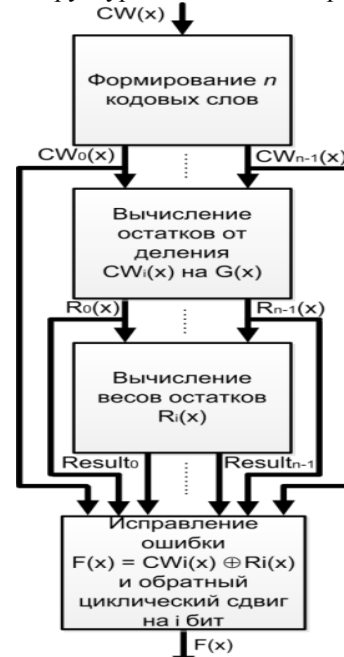 CW(x)
Формирование n
кодовых слов
CW0(x) CWn-1(x)
Вычисление
остатков от
деления
CWi(x) на G(x)
R0(x) Rn-1(x)
Вычисление
весов остатков
Ri(x)
Result0 Resultn-1
Исправление
ошибки
F(x) = CWi(x) ⊕ Ri(x)
и обратный
циклический сдвиг
на i бит
F(x)